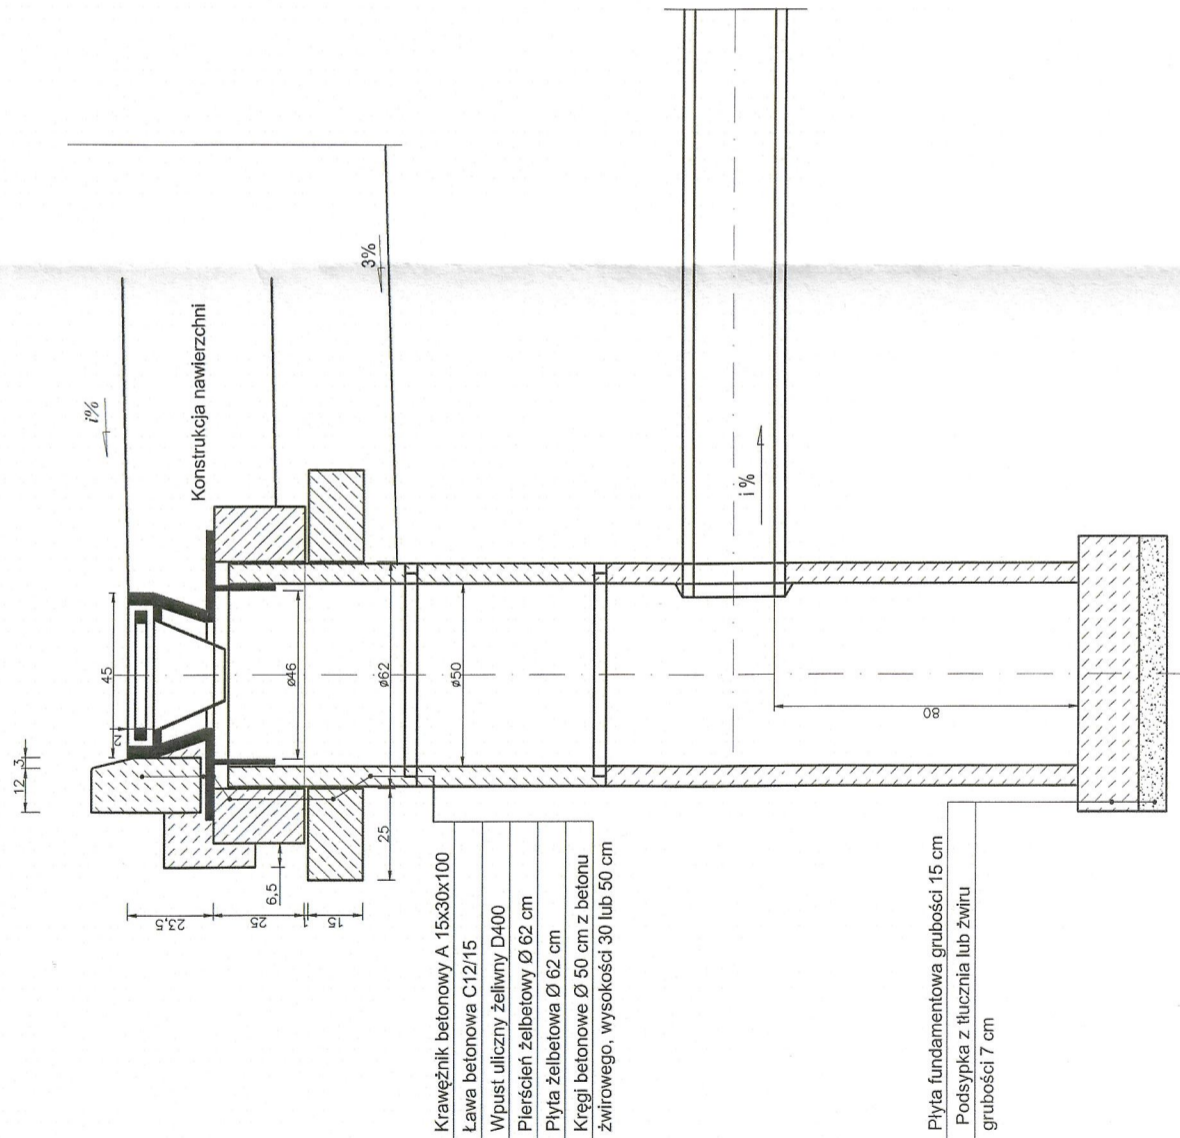 i%
Konstrukcja nawierzchni
3%
45
2
3
12
ø46
ø62
ø50
i %
80
23,5
25
1
15
6,5
25
Krawężnik betonowy A 15x30x100
Ława betonowa C12/15
Wpust uliczny żeliwny D400
Pierścień żelbetowy Ø 62 cm
Płyta żelbetowa Ø 62 cm
Kręgi betonowe Ø 50 cm z betonu
żwirowego, wysokości 30 lub 50 cm
Płyta fundamentowa grubości 15 cm
Podsypka z tłucznia lub żwiru
grubości 7 cm